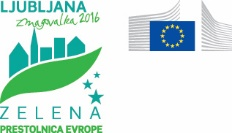 LJUBLJANA
zmagovalka 2016
ZELENA
PRESTOLNICA EVROPE